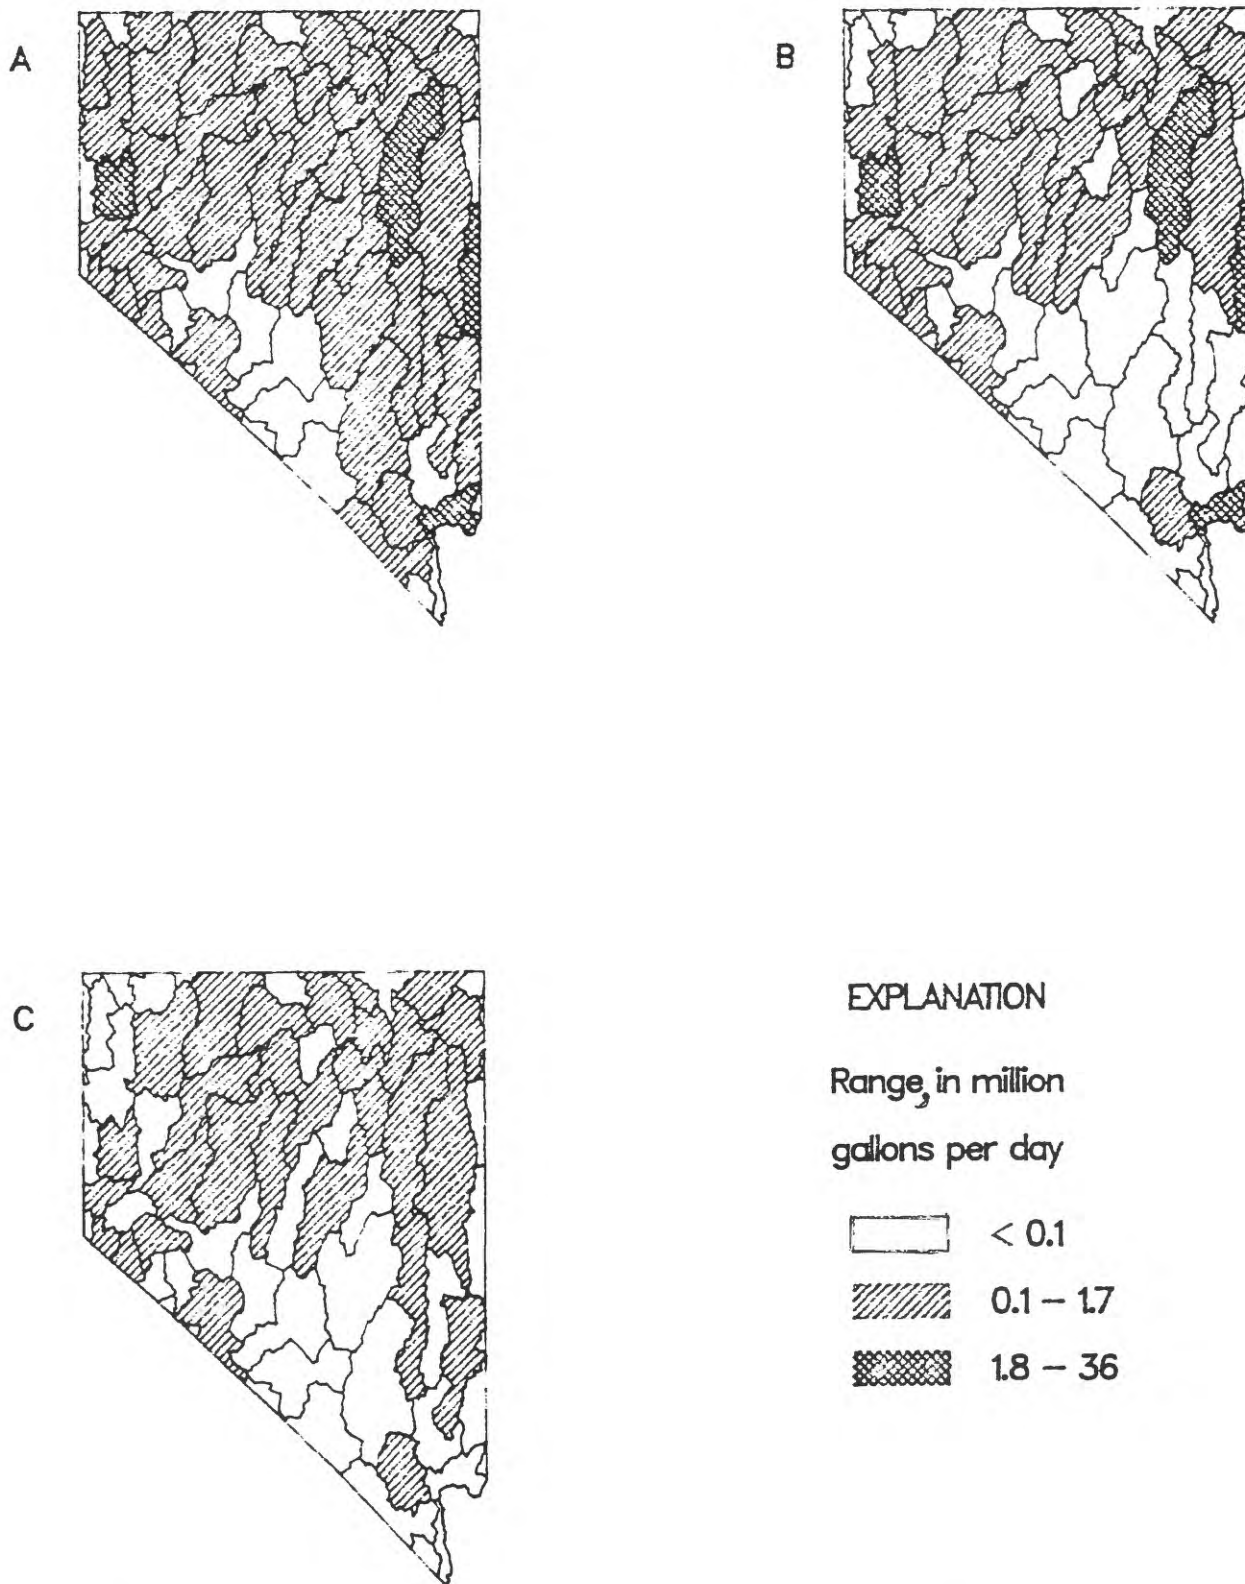 A
B
C
EXPLANATION
Range, in million
gallons per day
< 0.1
0.1 – 1.7
1.8 – 36